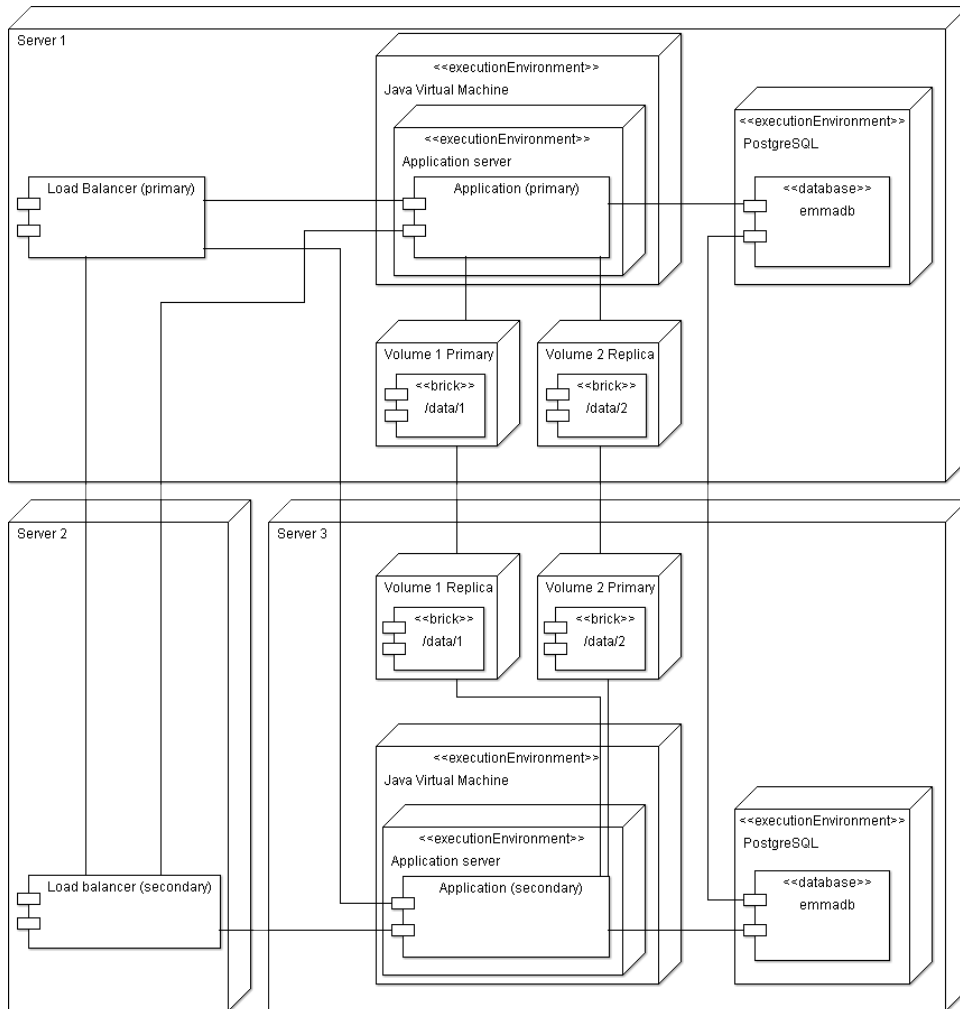 Server 1
<<executionEnvironment>>
Java Virtual Machine
<<executionEnvironment>>
Application server
Application (primary)
Load Balancer (primary)
<<executionEnvironment>>
PostgreSQL
<<database>>
emmadb
Volume 1 Primary
<<brick>>
/data/1
Volume 2 Replica
<<brick>>
/data/2
Server 2
Server 3
Volume 1 Replica
<<brick>>
/data/1
Volume 2 Primary
<<brick>>
/data/2
<<executionEnvironment>>
Java Virtual Machine
<<executionEnvironment>>
Application server
Application (secondary)
Load balancer (secondary)
<<executionEnvironment>>
PostgreSQL
<<database>>
emmadb